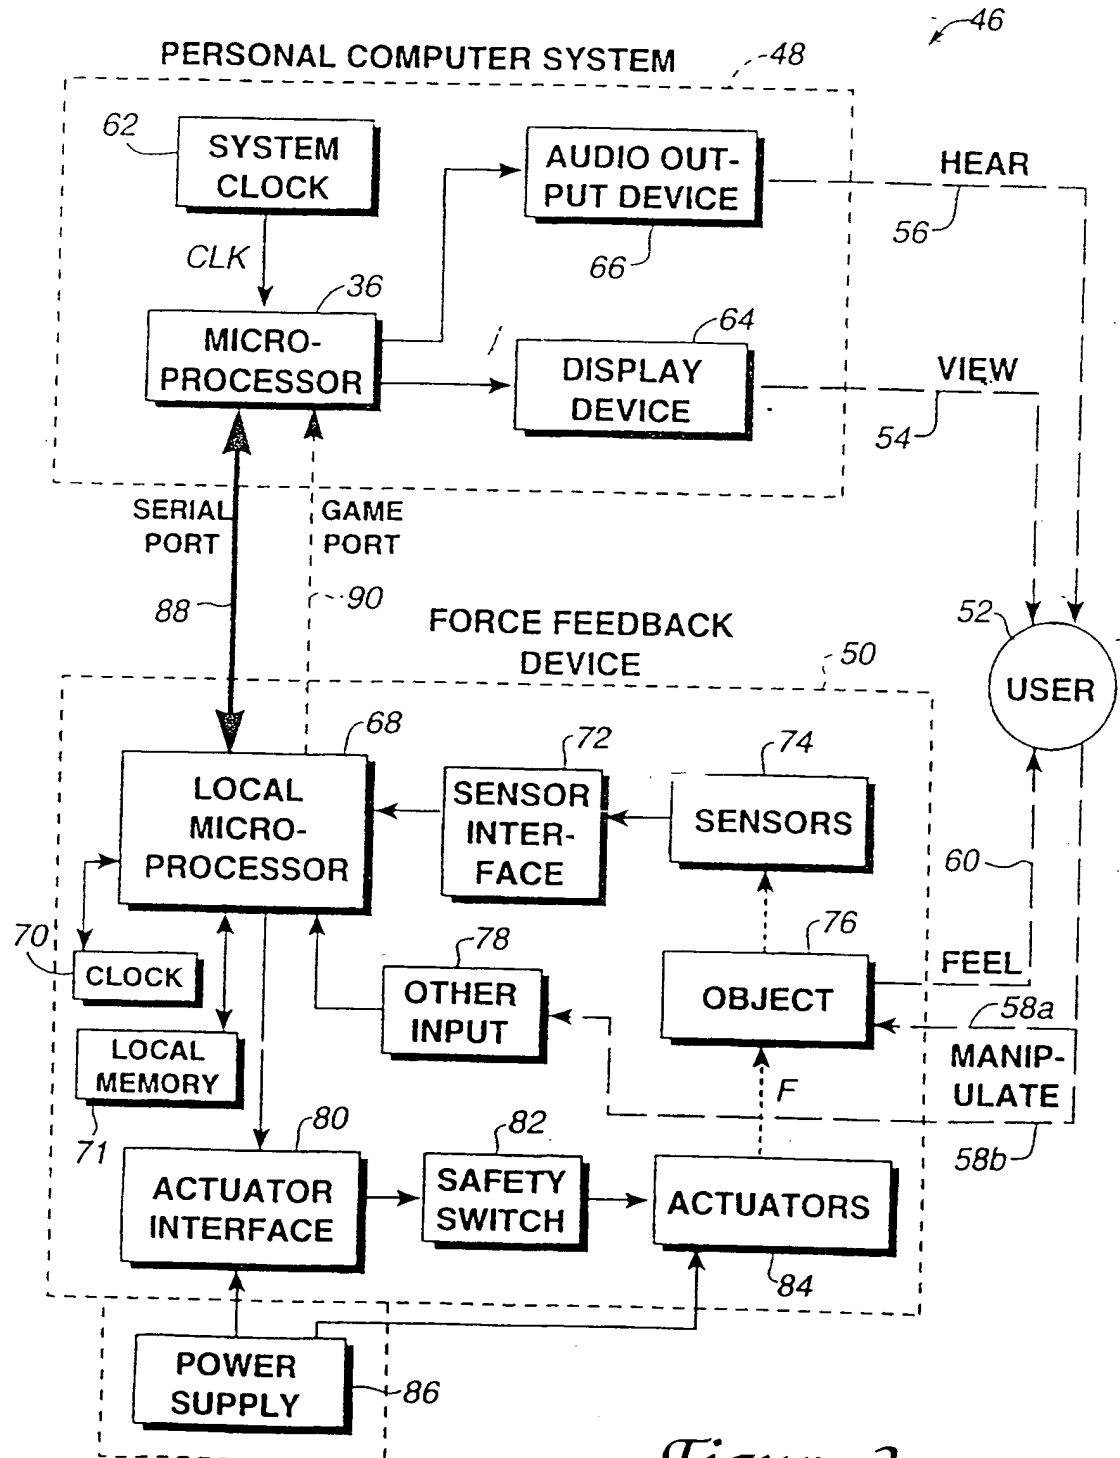 46
PERSONAL COMPUTER SYSTEM
48
62
SYSTEM
CLOCK
AUDIO OUT-
PUT DEVICE
HEAR
56
66
CLK
36
MICRO-
PROCESSOR
64
DISPLAY
DEVICE
VIEW
54
SERIAL
PORT
GAME
PORT
88
90
FORCE FEEDBACK
DEVICE
50
52
USER
68
LOCAL
MICRO-
PROCESSOR
72
SENSOR
INTER-
FACE
74
SENSORS
60
70
CLOCK
78
OTHER
INPUT
76
OBJECT
FEEL
58a
MANIP-
ULATE
58b
LOCAL
MEMORY
71
F
80
ACTUATOR
INTERFACE
82
SAFETY
SWITCH
ACTUATORS
84
POWER
SUPPLY
86